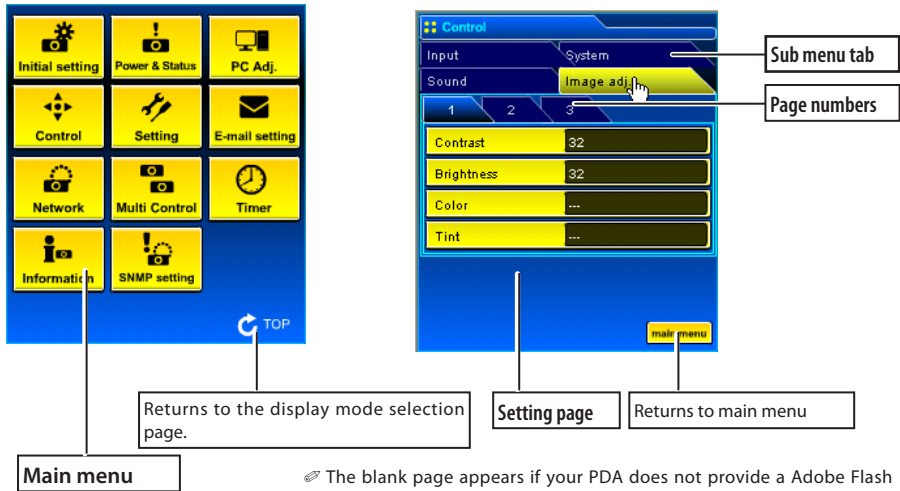 Initial setting
Power & Status
PC Adj.
Control
Setting
E-mail setting
Network
Multi Control
Timer
Information
SNMP setting
TOP
Returns to the display mode selection
page.
Main menu
Control
Input
System
Sound
Image adj.
1
2
3
Contrast
32
Brightness
32
Color
---
Tint
---
main menu
Sub menu tab
Page numbers
Setting page
Returns to main menu
The blank page appears if your PDA does not provide a Adobe Flash